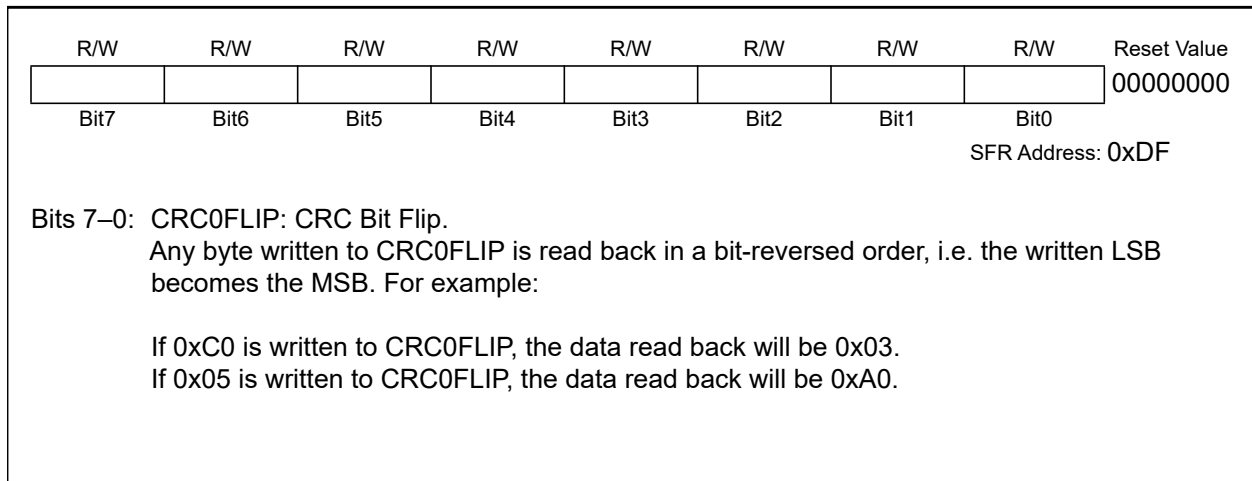 R/W R/W R/W R/W R/W R/W R/W R/W Reset Value
00000000
Bit7 Bit6 Bit5 Bit4 Bit3 Bit2 Bit1 Bit0
SFR Address: 0xDF
Bits 7–0: CRC0FLIP: CRC Bit Flip.
Any byte written to CRC0FLIP is read back in a bit-reversed order, i.e. the written LSB
becomes the MSB. For example:
If 0xC0 is written to CRC0FLIP, the data read back will be 0x03.
If 0x05 is written to CRC0FLIP, the data read back will be 0xA0.